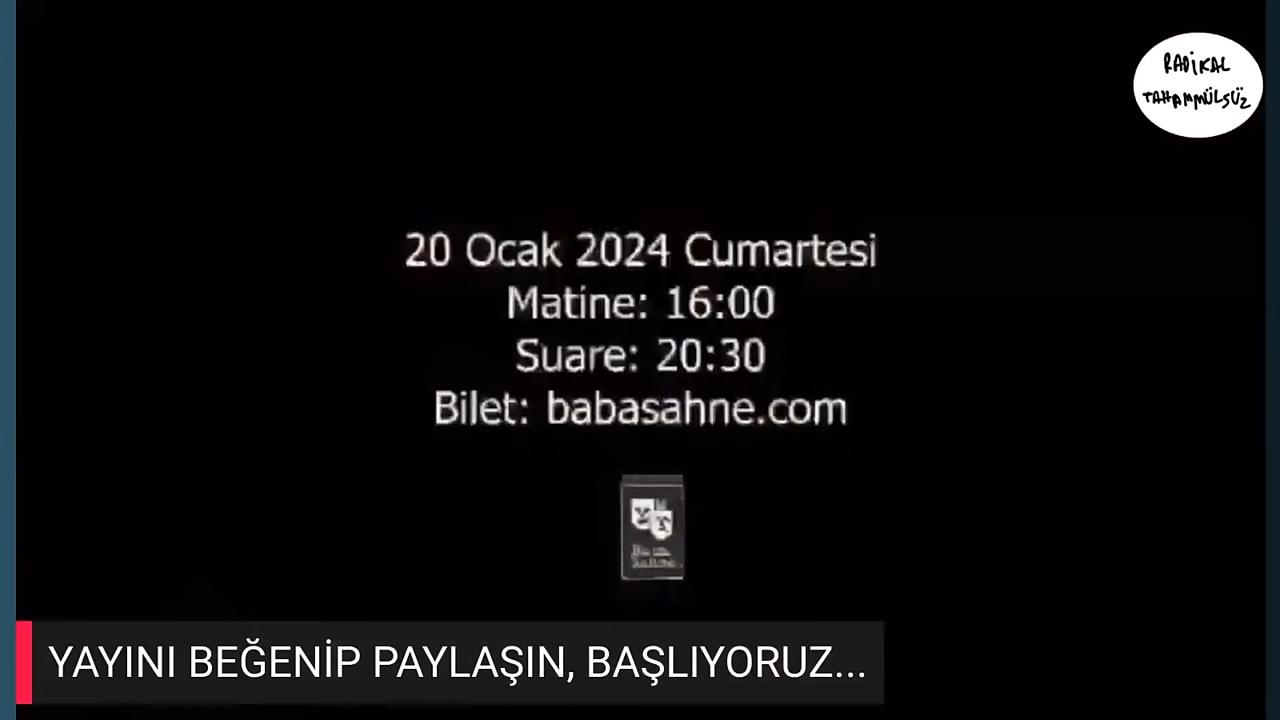 RADİKAL
TAHAMMÜLSÜZ
20 Ocak 2024 Cumartesi
Matine: 16:00
Suare: 20:30
Bilet: babasahne.com
YAYINI BEĞENİP PAYLAŞIN, BAŞLIYORUZ...